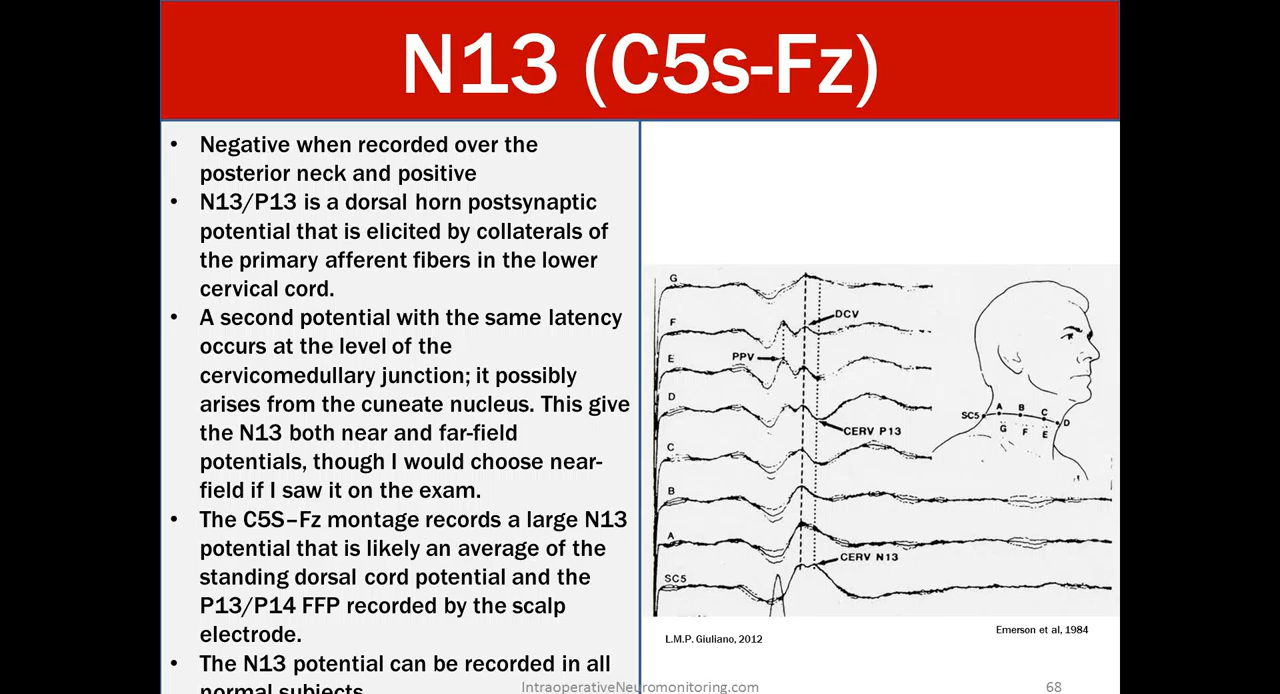 N13 (C5s-Fz)
• Negative when recorded over the
posterior neck and positive
• N13/P13 is a dorsal horn postsynaptic
potential that is elicited by collaterals of
the primary afferent fibers in the lower
cervical cord.
• A second potential with the same latency
occurs at the level of the
cervicomedullary junction; it possibly
arises from the cuneate nucleus. This give
the N13 both near and far-field
potentials, though I would choose near-
field if I saw it on the exam.
• The C5S–Fz montage records a large N13
potential that is likely an average of the
standing dorsal cord potential and the
P13/P14 FFP recorded by the scalp
electrode.
• The N13 potential can be recorded in all
normal subjects
G
F
DCV
E
PPV
D
CERV P13
C
B
A
CERV N13
SC5
SC5 A B C D
G F E
L.M.P. Giuliano, 2012
Emerson et al, 1984
IntraoperativeNeuromonitoring.com
68